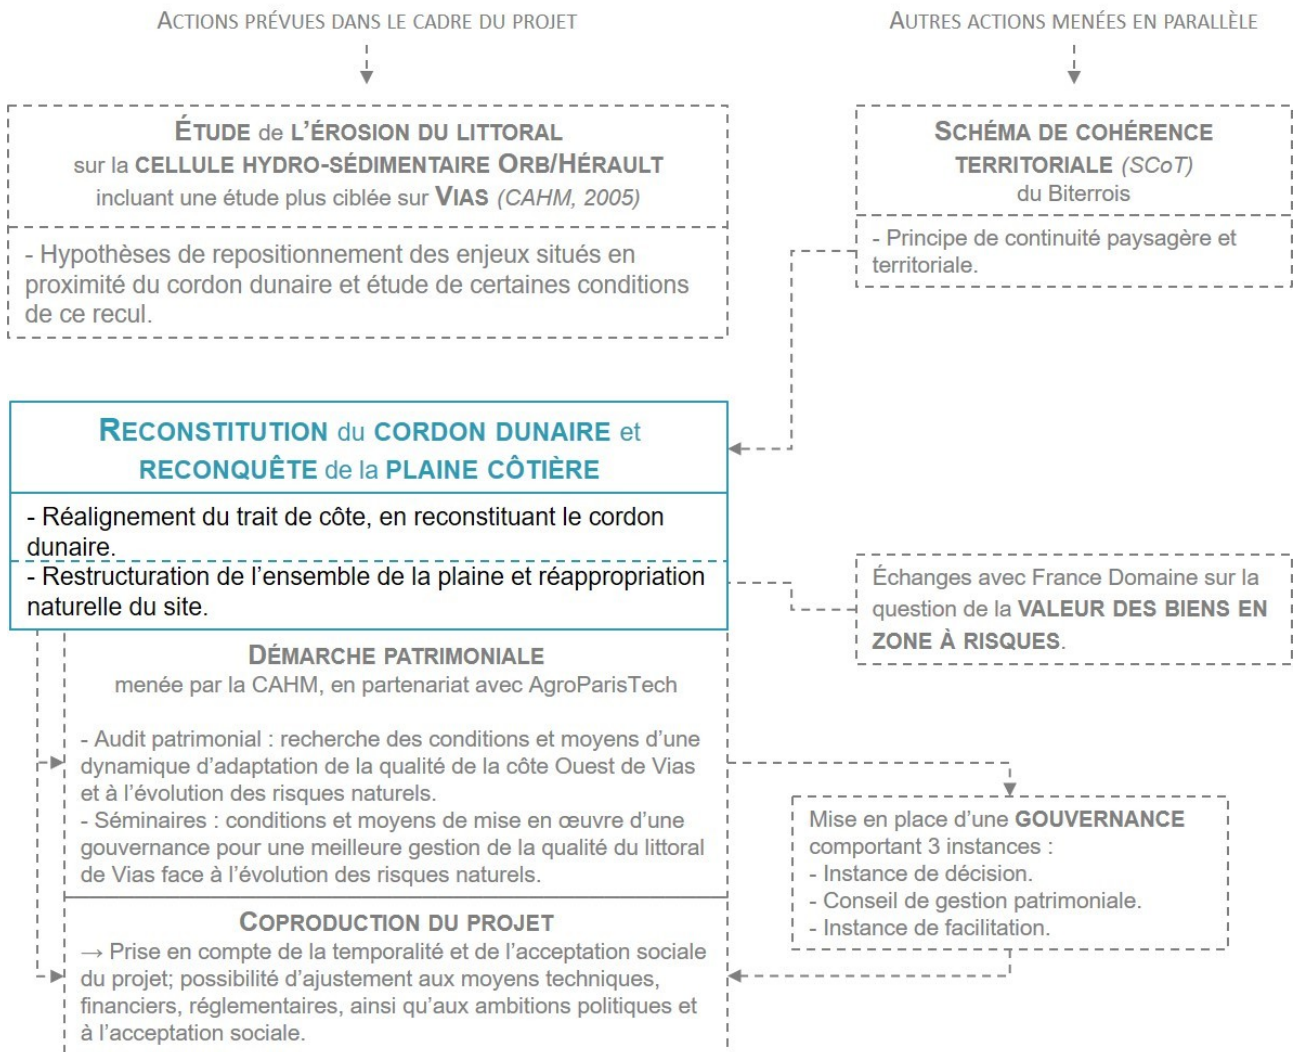 ACTIONS PRÉVUES DANS LE CADRE DU PROJET
AUTRES ACTIONS MENÉES EN PARALLÈLE
ÉTUDE de L'ÉROSION DU LITTORAL
sur la CELLULE HYDRO-SÉDIMENTAIRE ORB/HÉRAULT
incluant une étude plus ciblée sur VIAS (CAHM, 2005)
- Hypothèses de repositionnement des enjeux situés en
proximité du cordon dunaire et étude de certaines conditions
de ce recul.
SCHÉMA DE COHÉRENCE
TERRITORIALE (SCoT)
du Biterrois
- Principe de continuité paysagère et
territoriale.
RECONSTITUTION du CORDON DUNAIRE et
RECONQUÊTE de la PLAINE CÔTIÈRE
- Réalignement du trait de côte, en reconstituant le cordon
dunaire.
- Restructuration de l'ensemble de la plaine et réappropriation
naturelle du site.
Échanges avec France Domaine sur la
question de la VALEUR DES BIENS EN
ZONE À RISQUES.
DÉMARCHE PATRIMONIALE
menée par la CAHM, en partenariat avec AgroParisTech
- Audit patrimonial : recherche des conditions et moyens d'une
dynamique d'adaptation de la qualité de la côte Ouest de Vias
et à l'évolution des risques naturels.
- Séminaires : conditions et moyens de mise en œuvre d'une
gouvernance pour une meilleure gestion de la qualité du littoral
de Vias face à l'évolution des risques naturels.
Mise en place d'une GOUVERNANCE
comportant 3 instances :
- Instance de décision.
- Conseil de gestion patrimoniale.
- Instance de facilitation.
COPRODUCTION DU PROJET
→ Prise en compte de la temporalité et de l'acceptation sociale
du projet; possibilité d'ajustement aux moyens techniques,
financiers, réglementaires, ainsi qu'aux ambitions politiques et
à l'acceptation sociale.